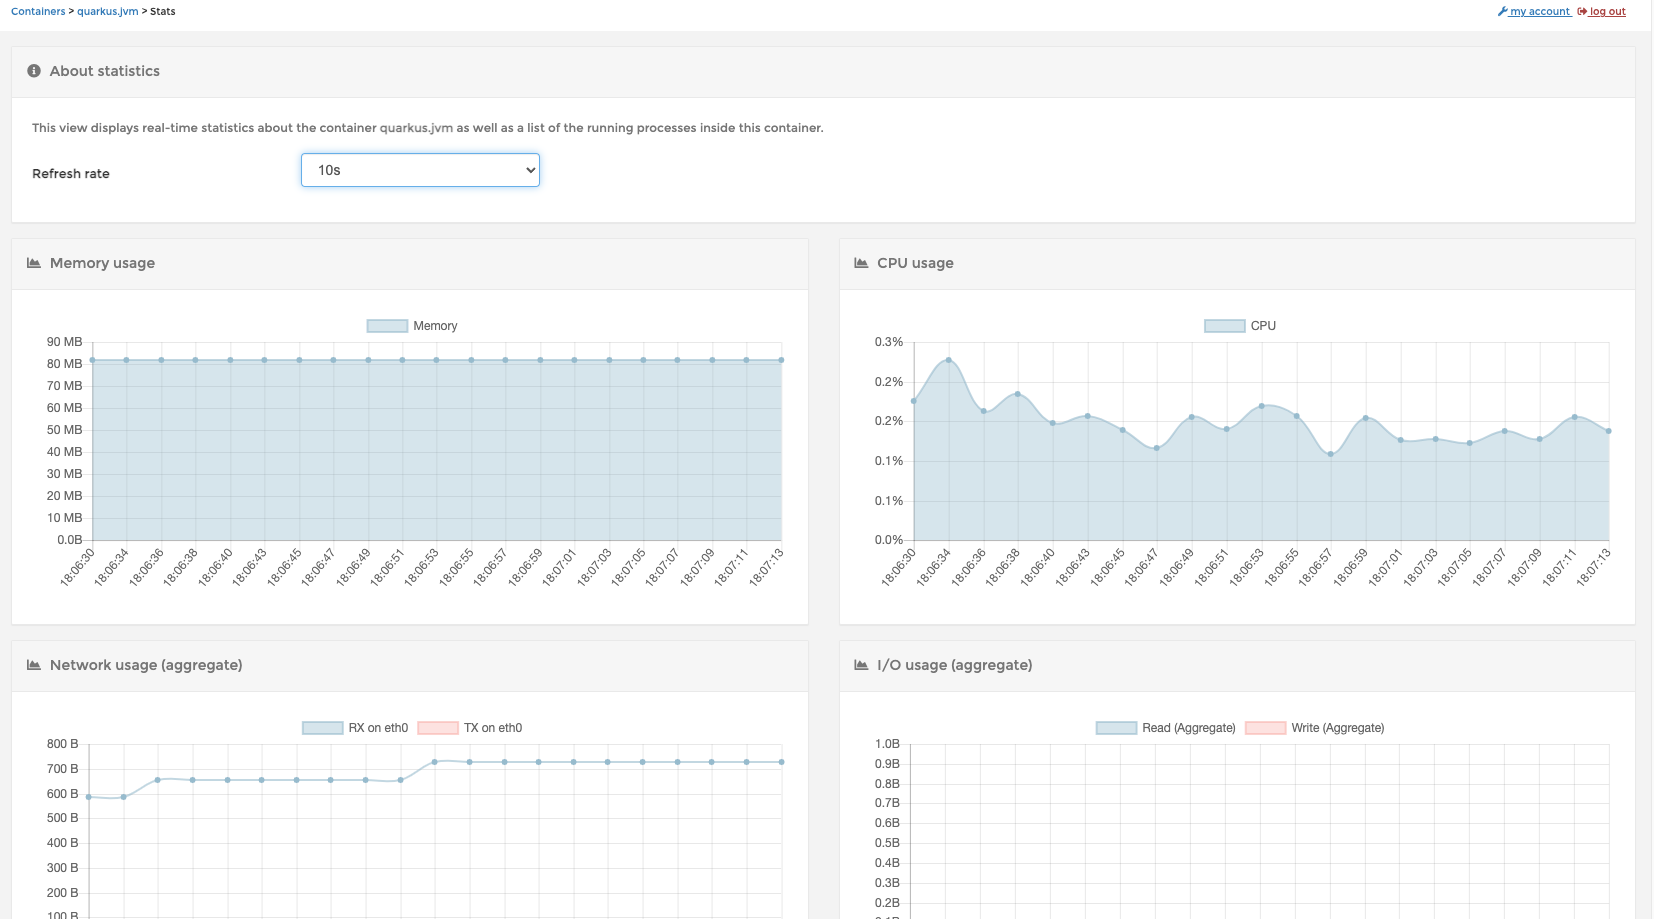 Containers > quarkus.jvm > Stats
my account log out
About statistics
This view displays real-time statistics about the container quarkus.jvm as well as a list of the running processes inside this container.
Refresh rate
10s
Memory usage
Memory
90 MB
80 MB
70 MB
60 MB
50 MB
40 MB
30 MB
20 MB
10 MB
0.0B
18:06:30
18:06:34
18:06:36
18:06:38
18:06:40
18:06:43
18:06:45
18:06:47
18:06:49
18:06:51
18:06:53
18:06:55
18:06:57
18:06:59
18:07:01
18:07:03
18:07:05
18:07:07
18:07:09
18:07:11
18:07:13
CPU usage
CPU
0.3%
0.2%
0.2%
0.1%
0.1%
0.0%
18:06:30
18:06:34
18:06:36
18:06:38
18:06:40
18:06:43
18:06:45
18:06:47
18:06:49
18:06:51
18:06:53
18:06:55
18:06:57
18:06:59
18:07:01
18:07:03
18:07:05
18:07:07
18:07:09
18:07:11
18:07:13
Network usage (aggregate)
RX on eth0 TX on eth0
800 B
700 B
600 B
500 B
400 B
300 B
200 B
100 B
I/O usage (aggregate)
Read (Aggregate) Write (Aggregate)
1.0B
0.9B
0.8B
0.7B
0.6B
0.5B
0.4B
0.3B
0.2B
0.1B